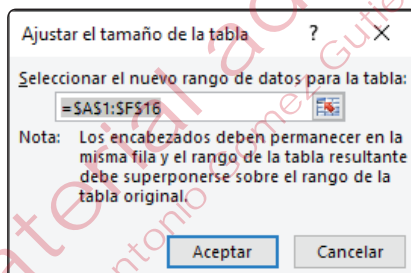 Ajustar el tamaño de la tabla ? X
Seleccionar el nuevo rango de datos para la tabla:
=$A$1:$F$16
Nota: Los encabezados deben permanecer en la
misma fila y el rango de la tabla resultante
debe superponerse sobre el rango de la
tabla original.
Aceptar Cancelar